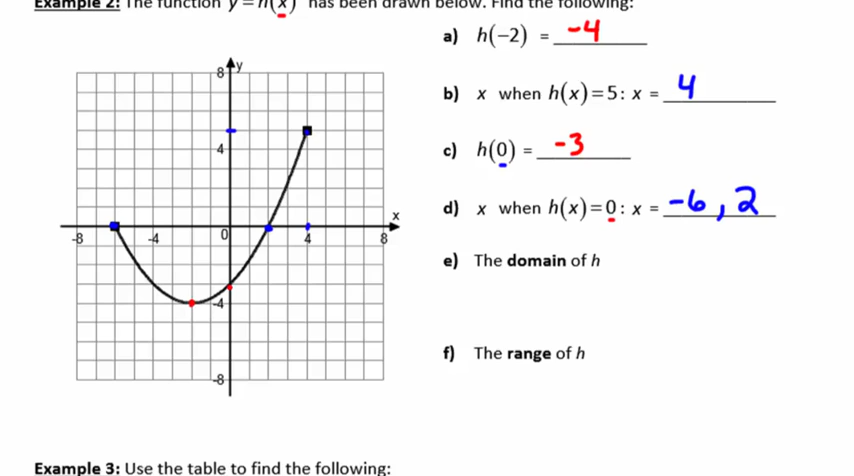 Example 2: The function y = h(x) has been drawn below. Find the following:
a) h(−2) = -4
b) x when h(x) = 5: x = 4
c) h(0) = -3
d) x when h(x) = 0: x = -6, 2
e) The domain of h
f) The range of h
y
8
4
x
-8 -4 0 4 8
-4
-8
Example 3: Use the table to find the following: